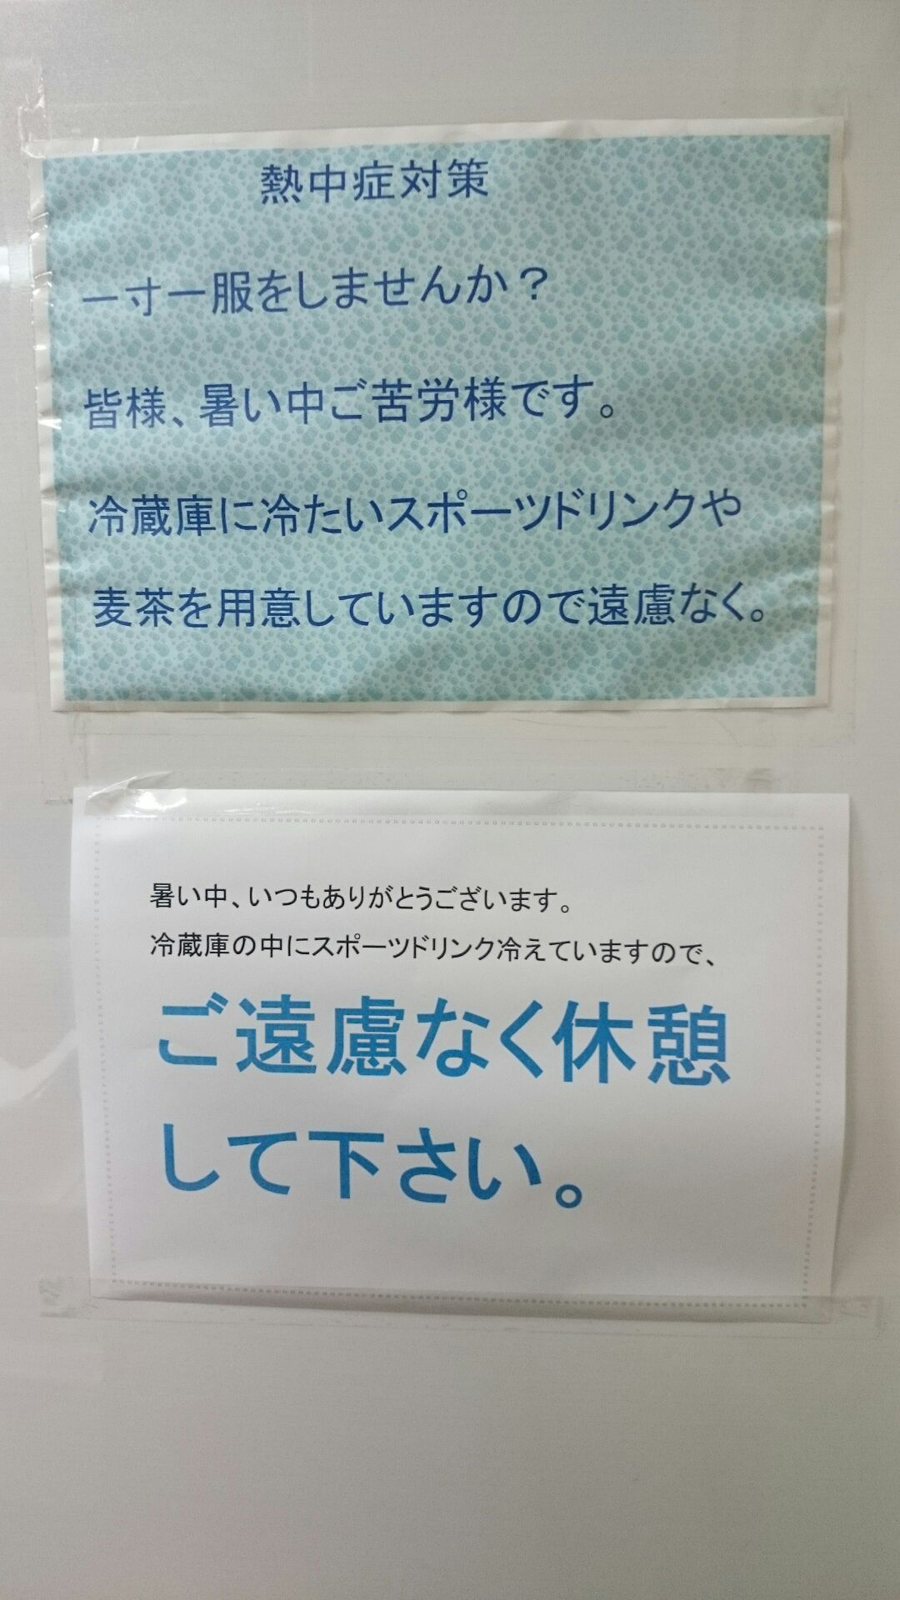 熱中症対策
一寸一服をしませんか？
皆様、暑い中ご苦労様です。
冷蔵庫に冷たいスポーツドリンクや
麦茶を用意していますので遠慮なく。
暑い中、いつもありがとうございます。
冷蔵庫の中にスポーツドリンク冷えていますので、
ご遠慮なく休憩
して下さい。